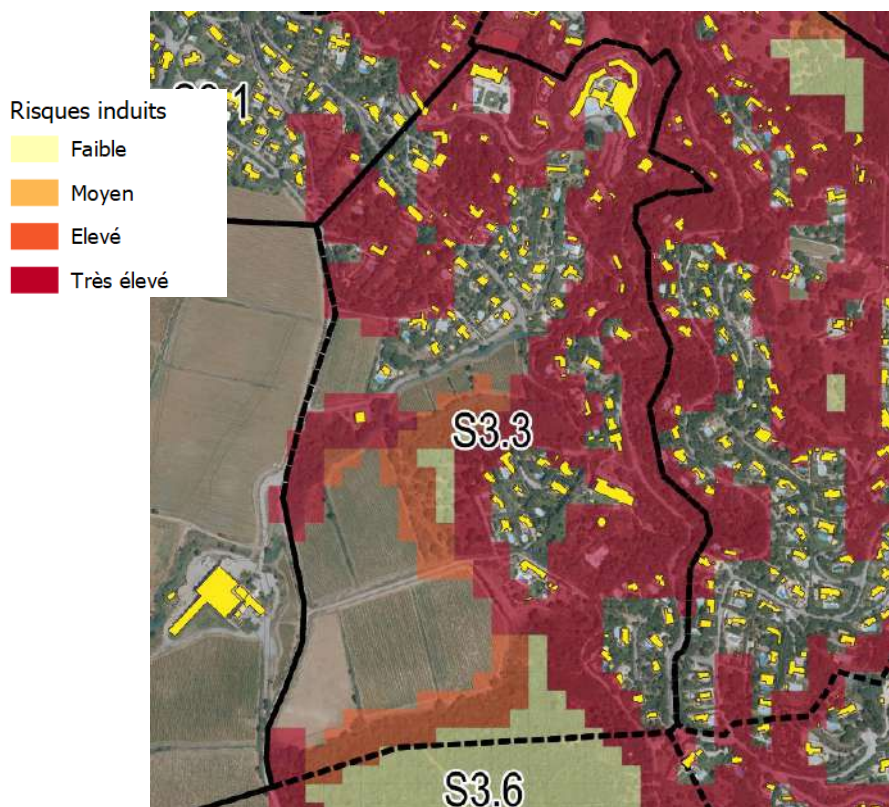 Risques induits
Faible
Moyen
Elevé
Très élevé
S3.3
S3.6